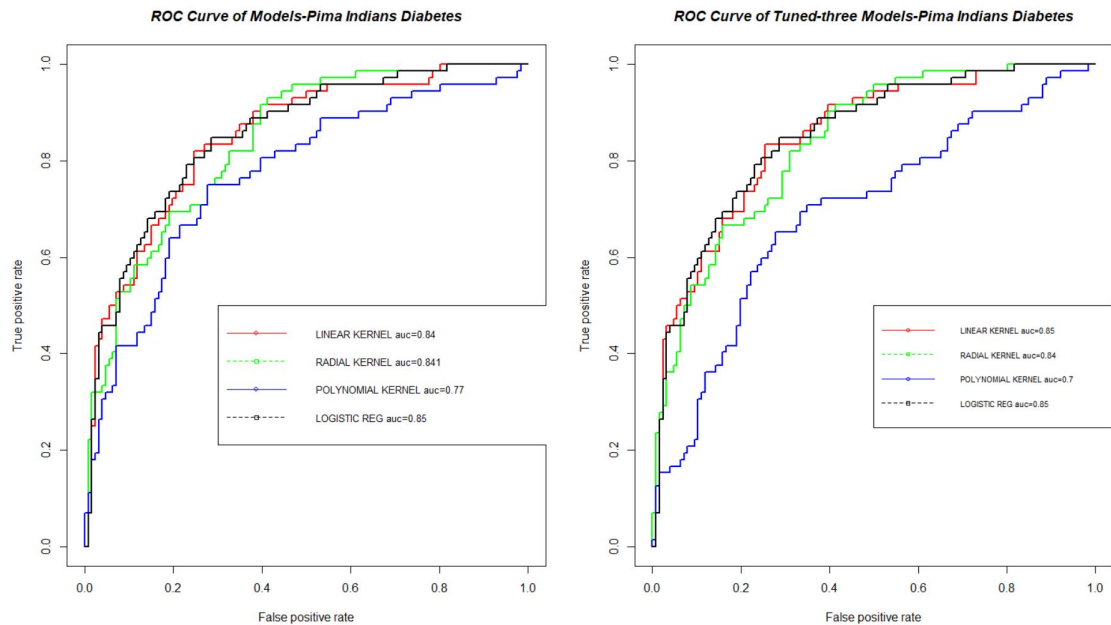 ROC Curve of Models-Pima Indians Diabetes
True positive rate
1.0
0.8
0.6
0.4
0.2
0.0
LINEAR KERNEL auc=0.84
RADIAL KERNEL auc=0.841
POLYNOMIAL KERNEL auc=0.77
LOGISTIC REG auc=0.85
0.0 0.2 0.4 0.6 0.8 1.0
False positive rate
ROC Curve of Tuned-three Models-Pima Indians Diabetes
True positive rate
1.0
0.8
0.6
0.4
0.2
0.0
LINEAR KERNEL auc=0.85
RADIAL KERNEL auc=0.84
POLYNOMIAL KERNEL auc=0.7
LOGISTIC REG auc=0.85
0.0 0.2 0.4 0.6 0.8 1.0
False positive rate